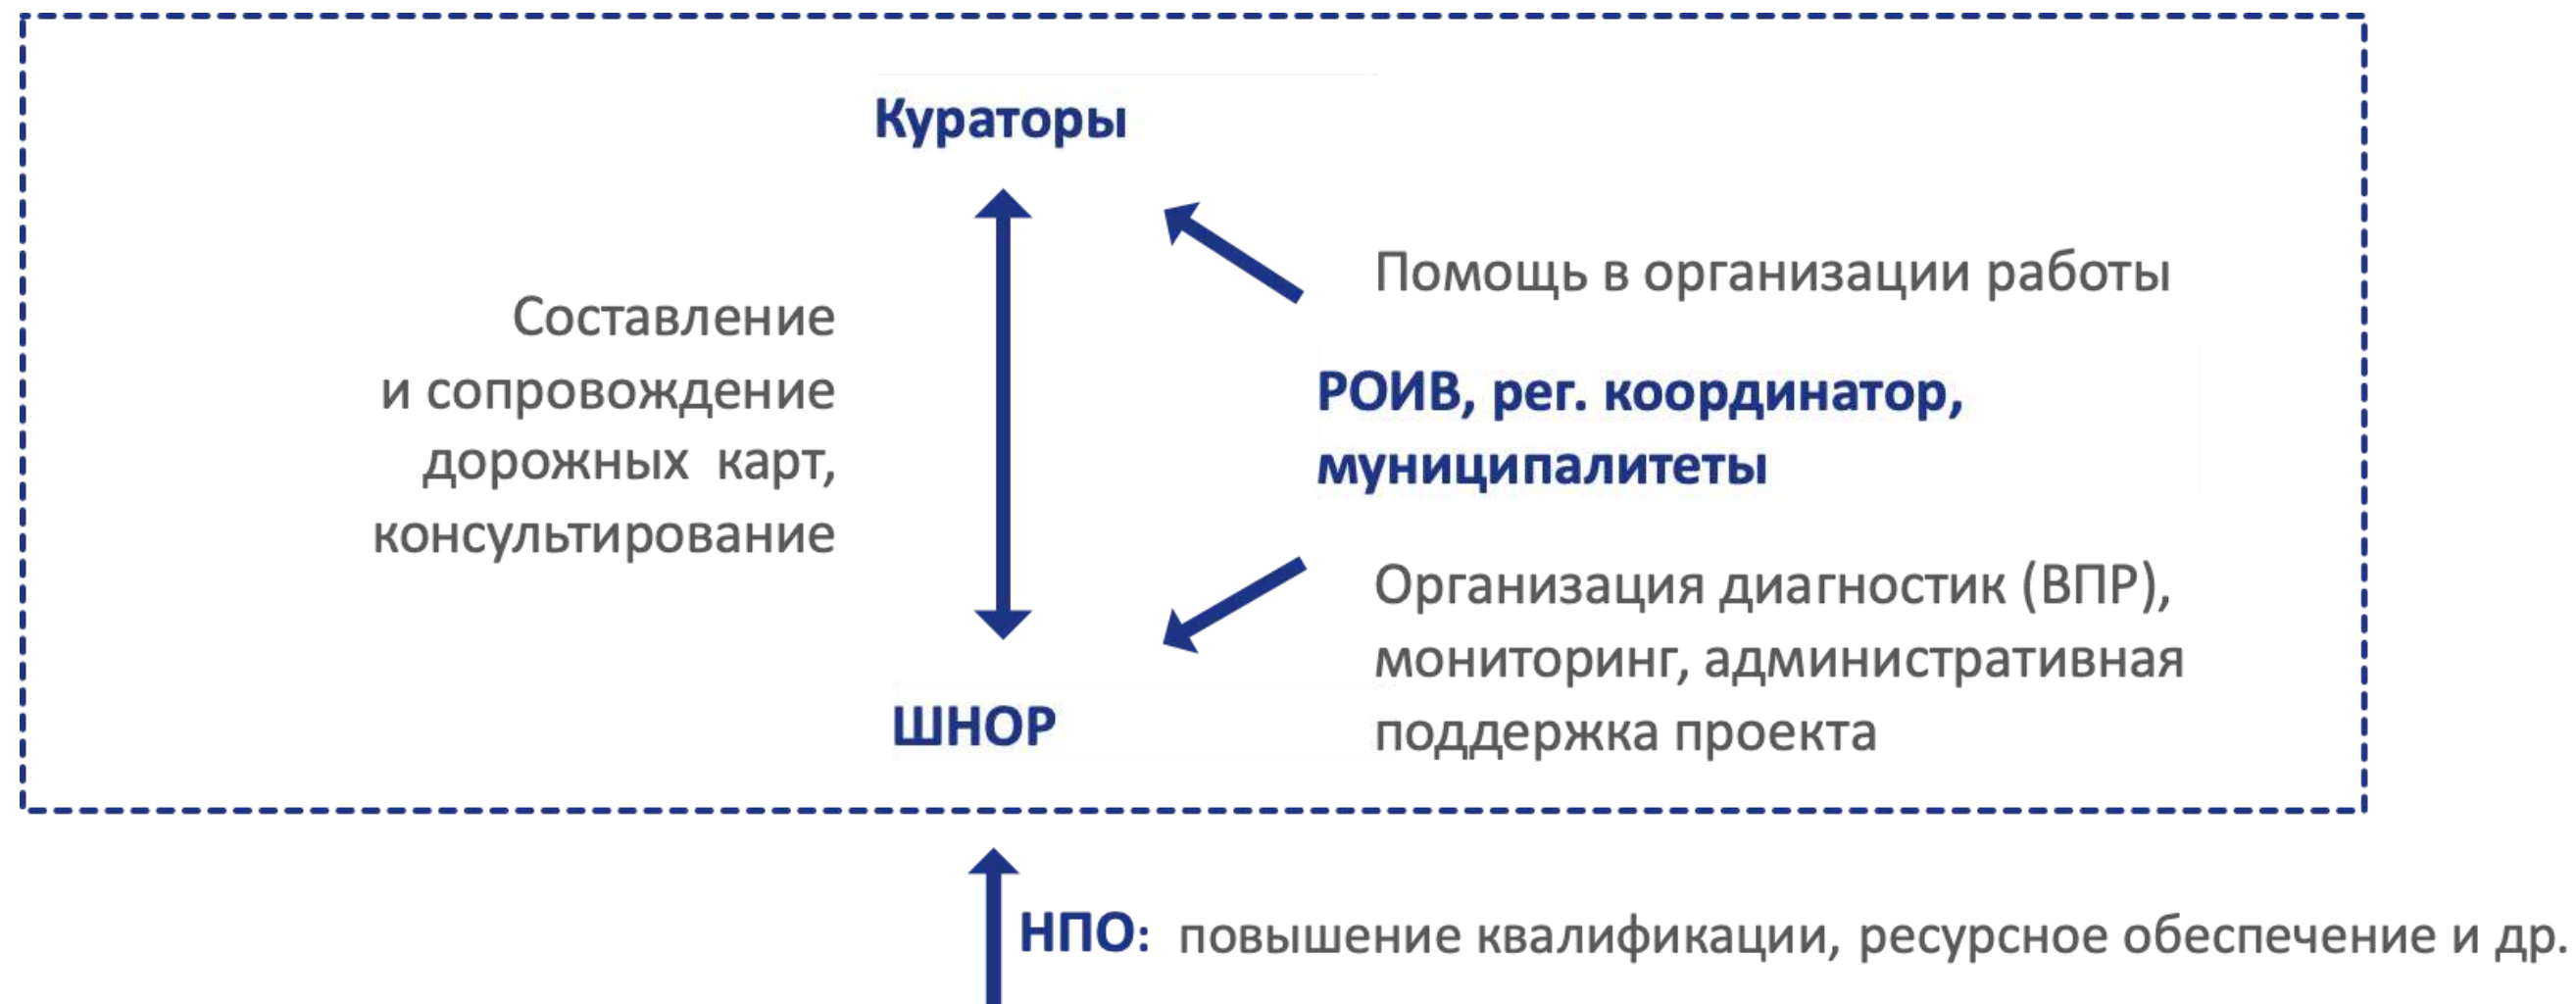 Кураторы
Составление
и сопровождение
дорожных карт,
консультирование
Помощь в организации работы
РОИВ, рег. координатор,
муниципалитеты
Организация диагностик (ВПР),
мониторинг, административная
поддержка проекта
ШНОР
НПО: повышение квалификации, ресурсное обеспечение и др.